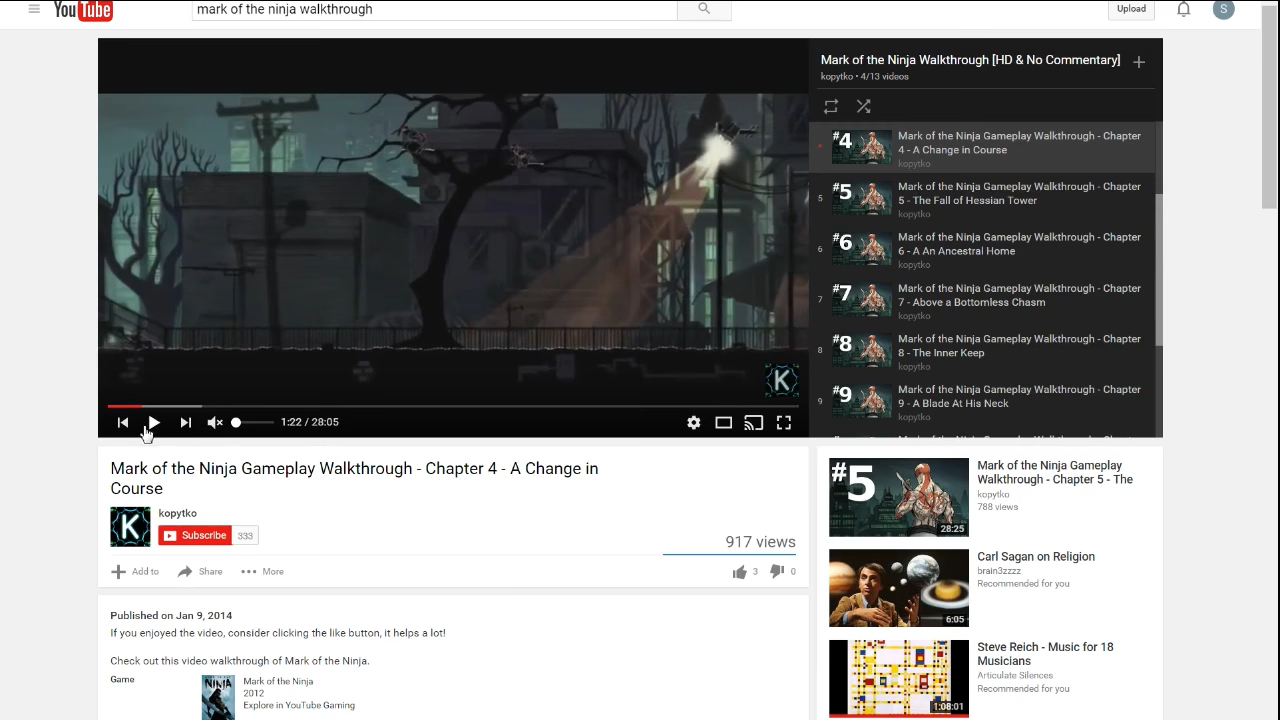 YouTube
mark of the ninja walkthrough
Upload
S
Mark of the Ninja Walkthrough [HD & No Commentary]
kopytko • 4/13 videos
#4
Mark of the Ninja Gameplay Walkthrough - Chapter
4 - A Change in Course
kopytko
5
#5
Mark of the Ninja Gameplay Walkthrough - Chapter
5 - The Fall of Hessian Tower
kopytko
6
#6
Mark of the Ninja Gameplay Walkthrough - Chapter
6 - A An Ancestral Home
kopytko
7
#7
Mark of the Ninja Gameplay Walkthrough - Chapter
7 - Above a Bottomless Chasm
kopytko
8
#8
Mark of the Ninja Gameplay Walkthrough - Chapter
8 - The Inner Keep
kopytko
9
#9
Mark of the Ninja Gameplay Walkthrough - Chapter
9 - A Blade At His Neck
kopytko
K
1:22 / 28:05
Mark of the Ninja Gameplay Walkthrough - Chapter 4 - A Change in
Course
K
kopytko
Subscribe 333
917 views
Add to Share More 3 0
Published on Jan 9, 2014
If you enjoyed the video, consider clicking the like button, it helps a lot!
Check out this video walkthrough of Mark of the Ninja.
Game
NINJA
Mark of the Ninja
2012
Explore in YouTube Gaming
#5
28:25
Mark of the Ninja Gameplay
Walkthrough - Chapter 5 - The
kopytko
788 views
6:05
Carl Sagan on Religion
brain3zzzz
Recommended for you
1:08:01
Steve Reich - Music for 18
Musicians
Articulate Silences
Recommended for you